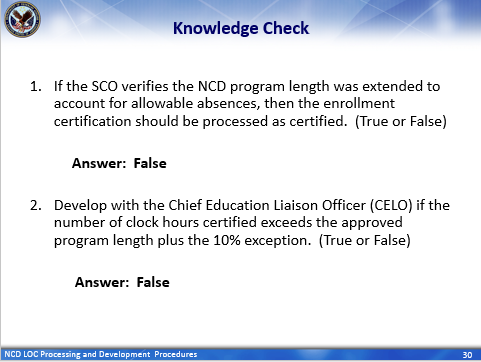 Knowledge Check
1. If the SCO verifies the NCD program length was extended to
account for allowable absences, then the enrollment
certification should be processed as certified. (True or False)
Answer: False
2. Develop with the Chief Education Liaison Officer (CELO) if the
number of clock hours certified exceeds the approved
program length plus the 10% exception. (True or False)
Answer: False
NCD LOC Processing and Development Procedures
30